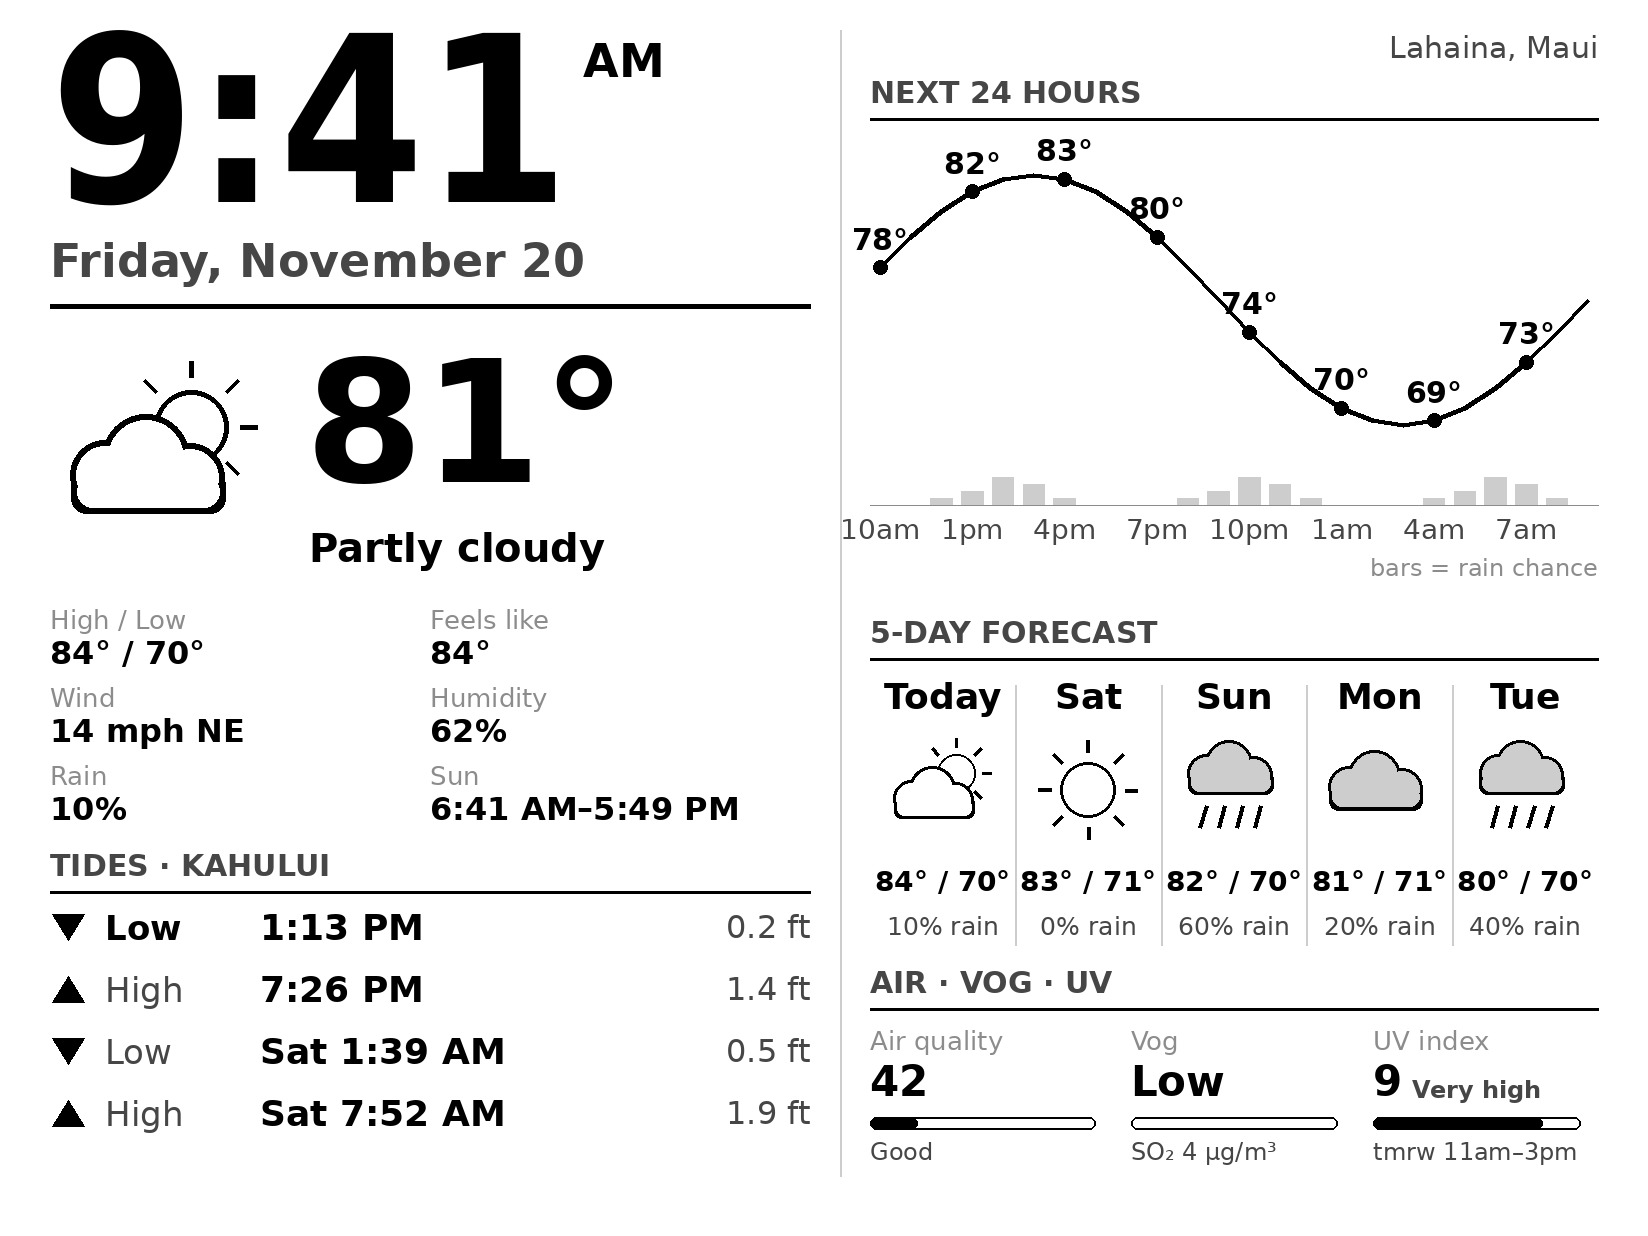 9:41 AM
Friday, November 20
81°
Partly cloudy
High / Low
84° / 70°
Feels like
84°
Wind
14 mph NE
Humidity
62%
Rain
10%
Sun
6:41 AM–5:49 PM
TIDES · KAHULUI
Low 1:13 PM 0.2 ft
High 7:26 PM 1.4 ft
Low Sat 1:39 AM 0.5 ft
High Sat 7:52 AM 1.9 ft
Lahaina, Maui
NEXT 24 HOURS
78° 82° 83° 80° 74° 70° 69° 73°
10am 1pm 4pm 7pm 10pm 1am 4am 7am
bars = rain chance
5-DAY FORECAST
Today Sat Sun Mon Tue
84° / 70° 83° / 71° 82° / 70° 81° / 71° 80° / 70°
10% rain 0% rain 60% rain 20% rain 40% rain
AIR · VOG · UV
Air quality Vog UV index
42 Low 9 Very high
Good SO₂ 4 µg/m³ tmrw 11am–3pm